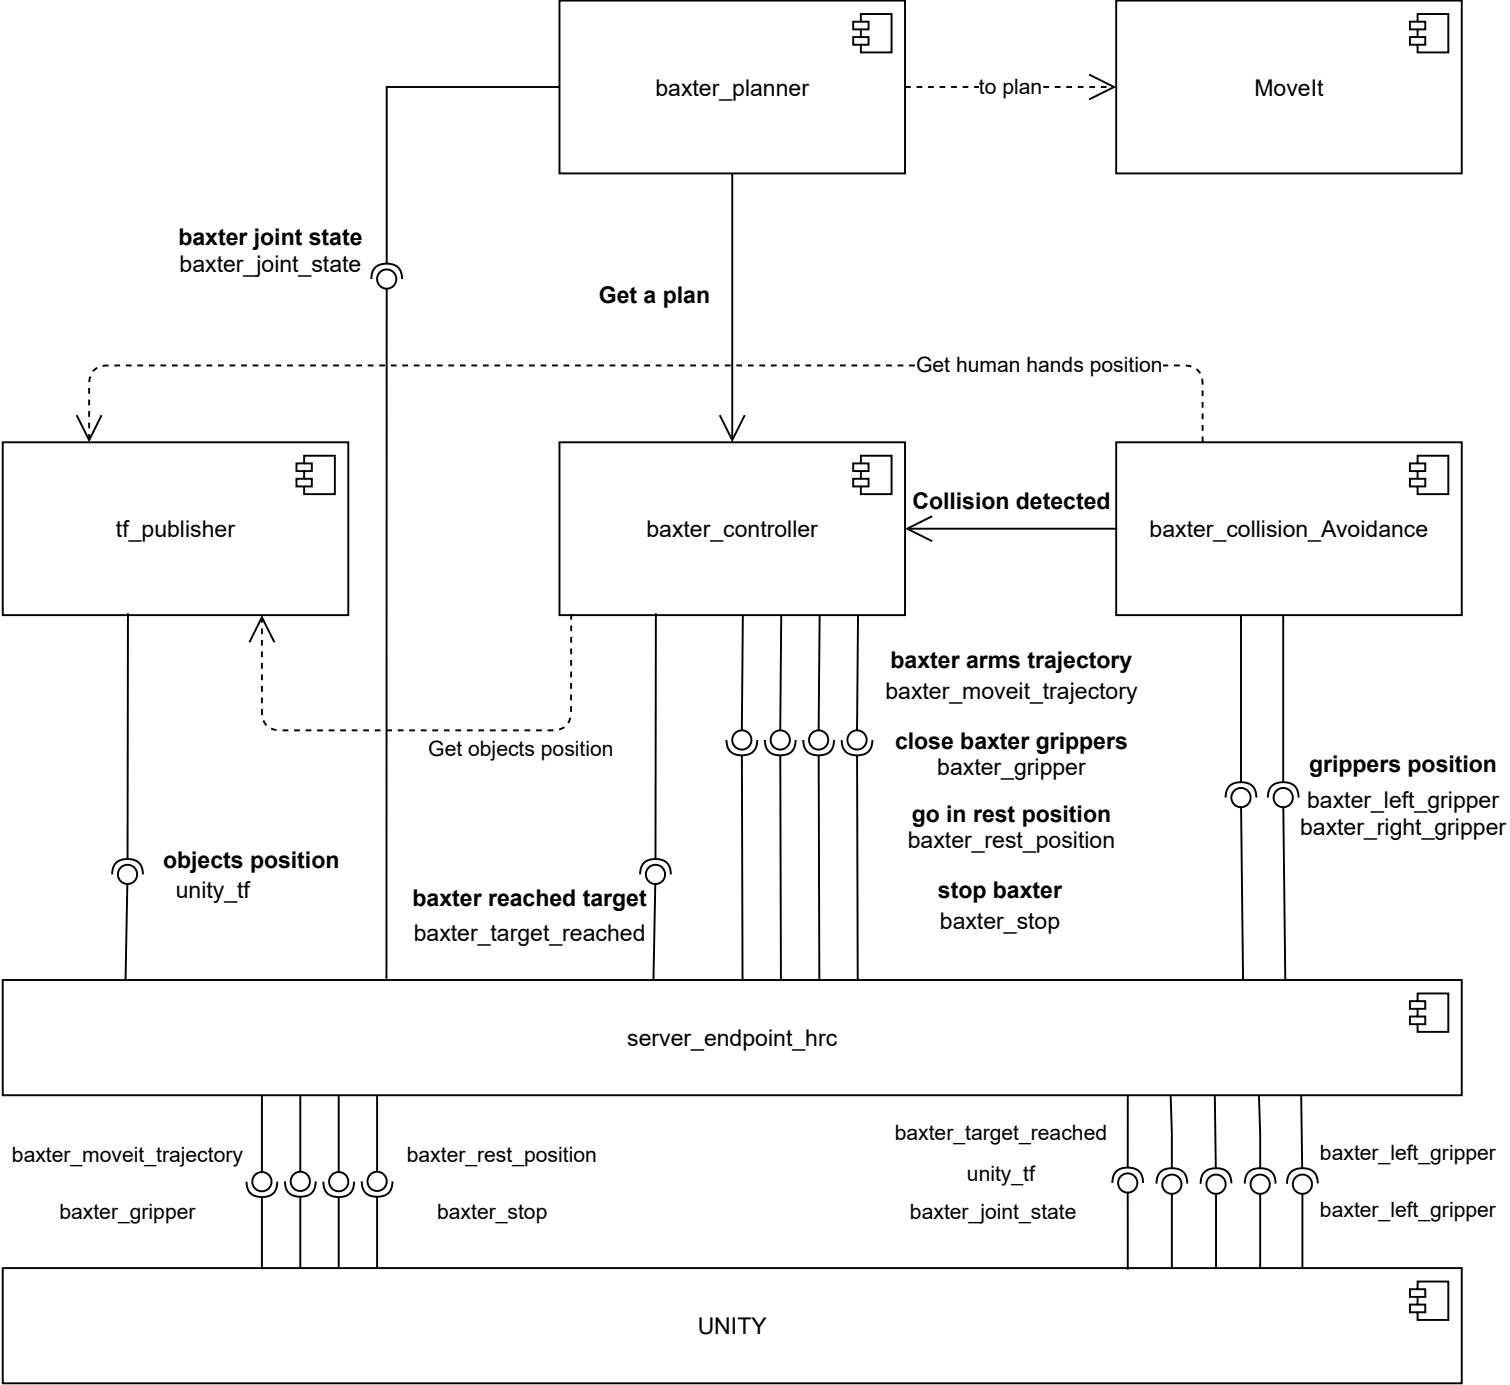 baxter_planner
to plan
MoveIt
baxter joint state
baxter_joint_state
Get a plan
Get human hands position
tf_publisher
baxter_controller
Collision detected
baxter_collision_Avoidance
Get objects position
baxter arms trajectory
baxter_moveit_trajectory
close baxter grippers
baxter_gripper
go in rest position
baxter_rest_position
stop baxter
baxter_stop
grippers position
baxter_left_gripper
baxter_right_gripper
objects position
unity_tf
baxter reached target
baxter_target_reached
server_endpoint_hrc
baxter_moveit_trajectory
baxter_gripper
baxter_rest_position
baxter_stop
baxter_target_reached
unity_tf
baxter_joint_state
baxter_left_gripper
baxter_left_gripper
UNITY